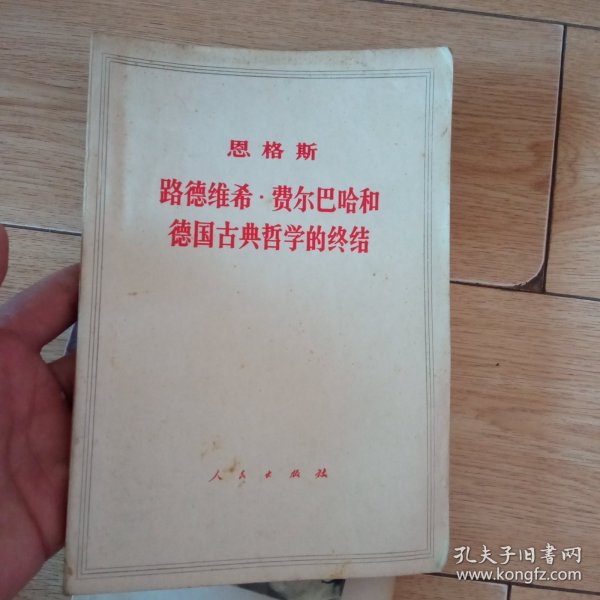 恩格斯
路德维希·费尔巴哈和
德国古典哲学的终结
人民出版社
孔夫子旧书网
www.kongfz.com